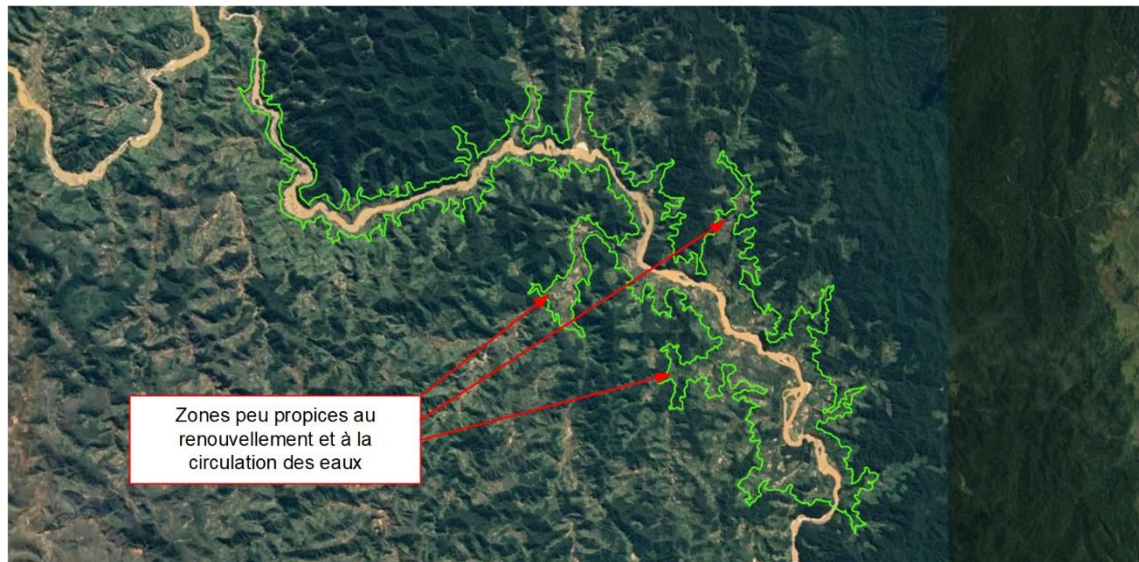 Zones peu propices au
renouvellement et à la
circulation des eaux